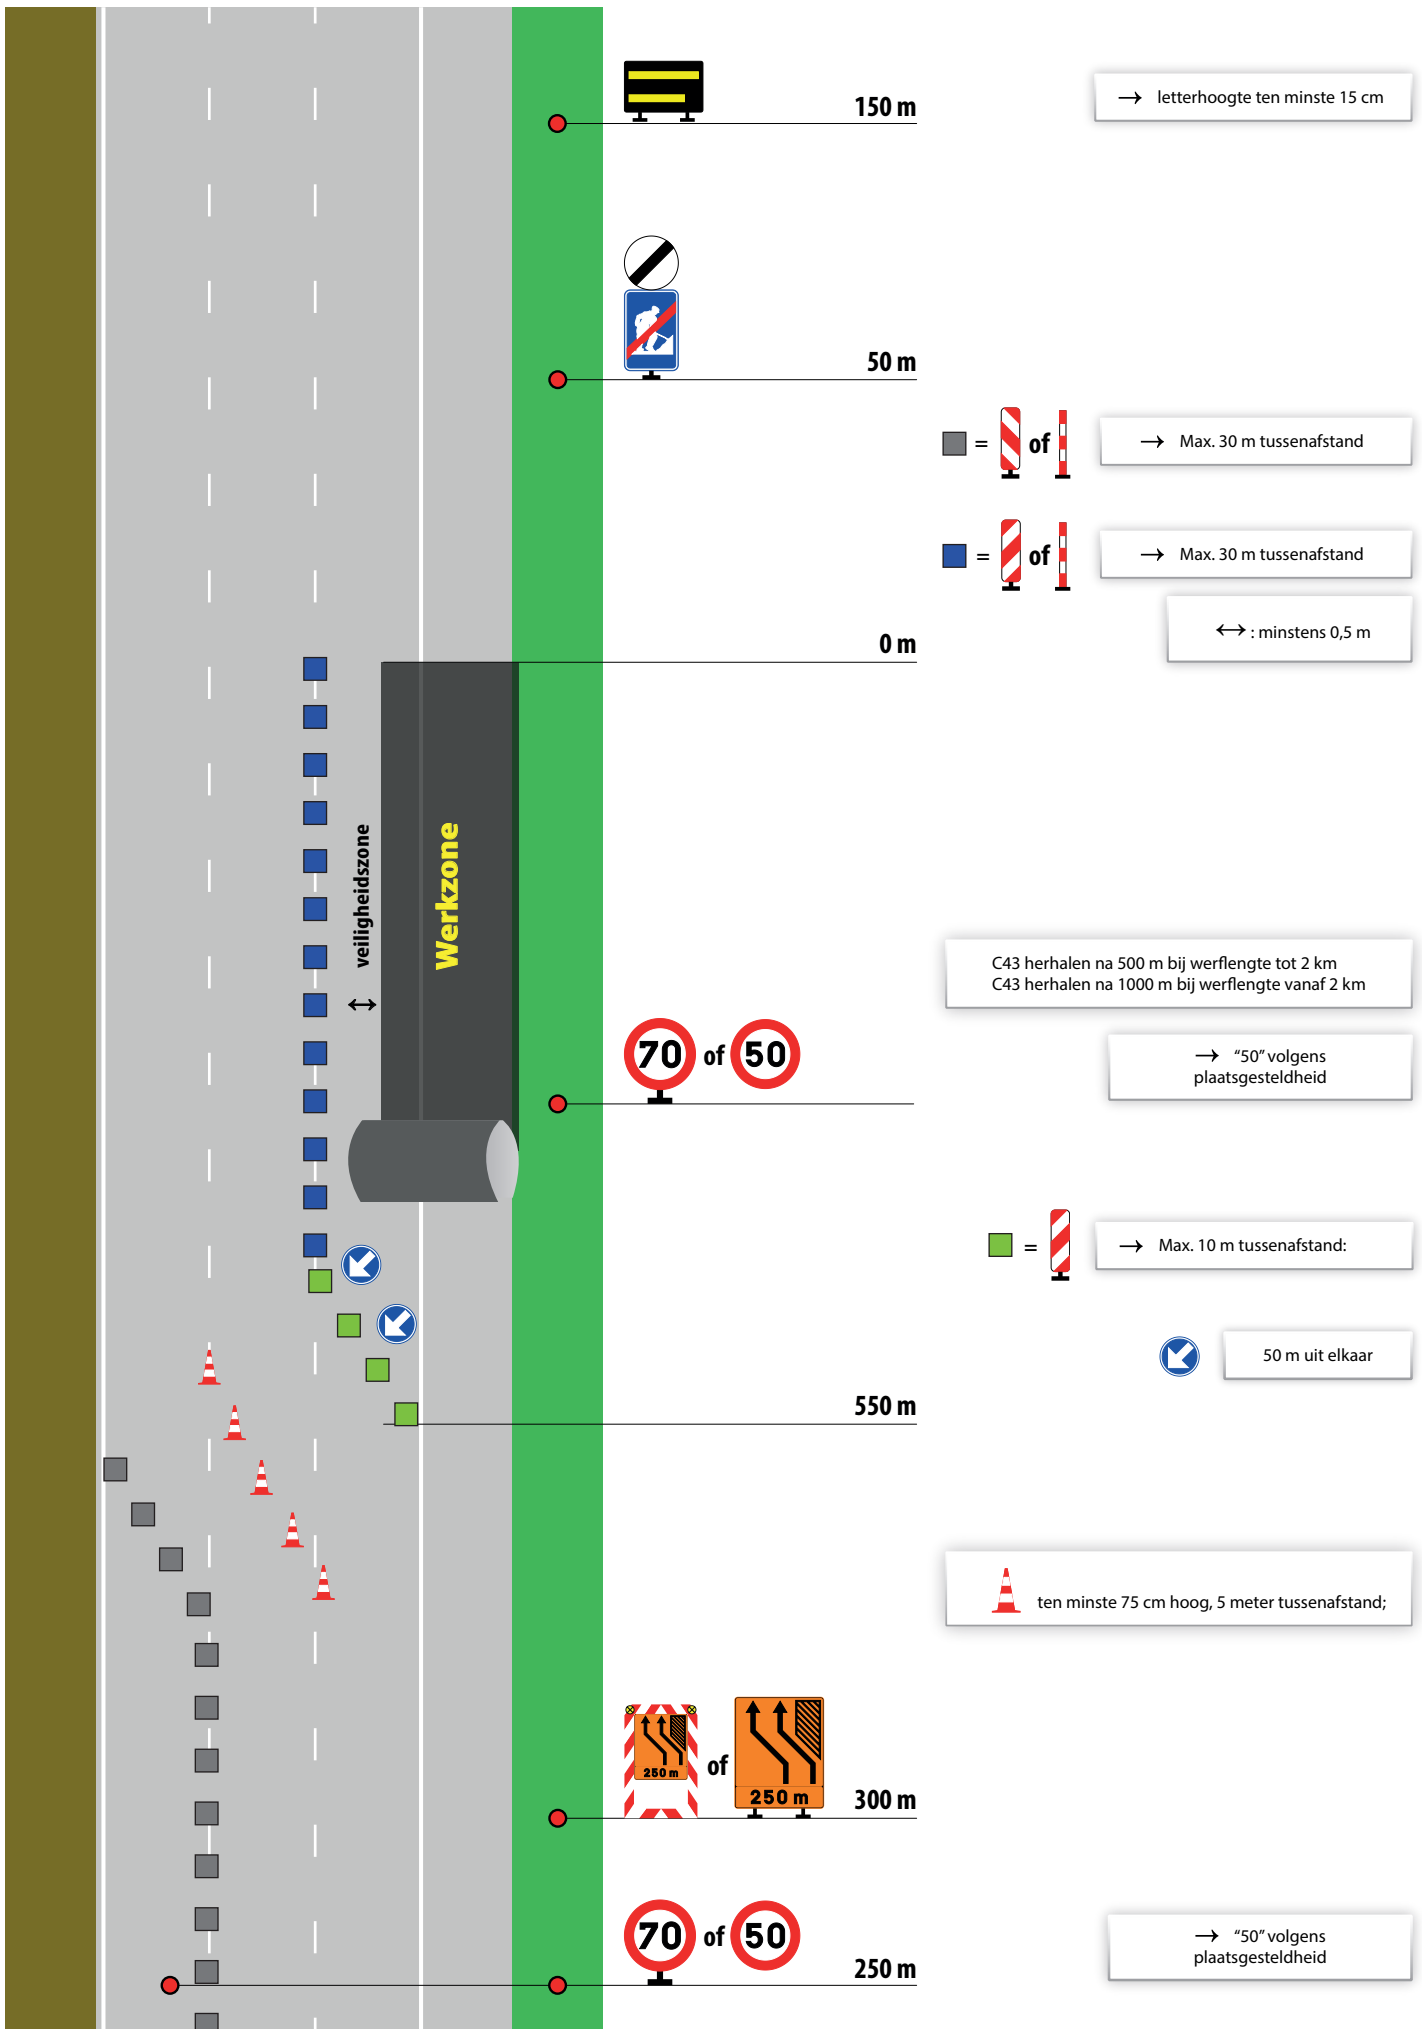 150 m
→ letterhoogte ten minste 15 cm
50 m
= of → Max. 30 m tussenafstand
= of → Max. 30 m tussenafstand
↔ : minstens 0,5 m
0 m
veiligheidszone
Werkzone
C43 herhalen na 500 m bij werflengte tot 2 km
C43 herhalen na 1000 m bij werflengte vanaf 2 km
70 of 50
→ “50” volgens
plaatsgesteldheid
= → Max. 10 m tussenafstand:
50 m uit elkaar
550 m
ten minste 75 cm hoog, 5 meter tussenafstand;
250 m of 250 m
300 m
70 of 50
250 m
→ “50” volgens
plaatsgesteldheid